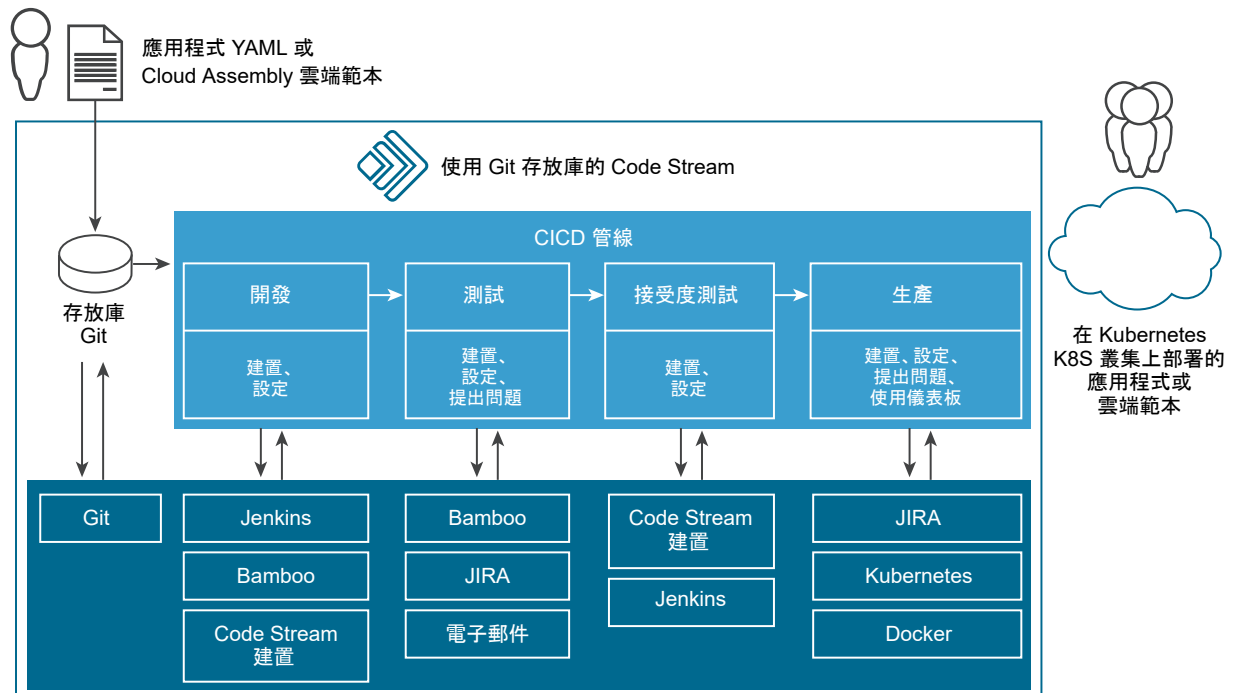 應用程式 YAML 或
Cloud Assembly 雲端範本
使用 Git 存放庫的 Code Stream
CICD 管線
存放庫
Git
開發
測試
接受度測試
生產
建置、
設定
建置、
設定、
提出問題
建置、
設定
建置、設定、
提出問題、
使用儀表板
在 Kubernetes
K8S 叢集上部署的
應用程式或
雲端範本
Git
Jenkins
Bamboo
Code Stream
建置
Bamboo
JIRA
電子郵件
Code Stream
建置
Jenkins
JIRA
Kubernetes
Docker